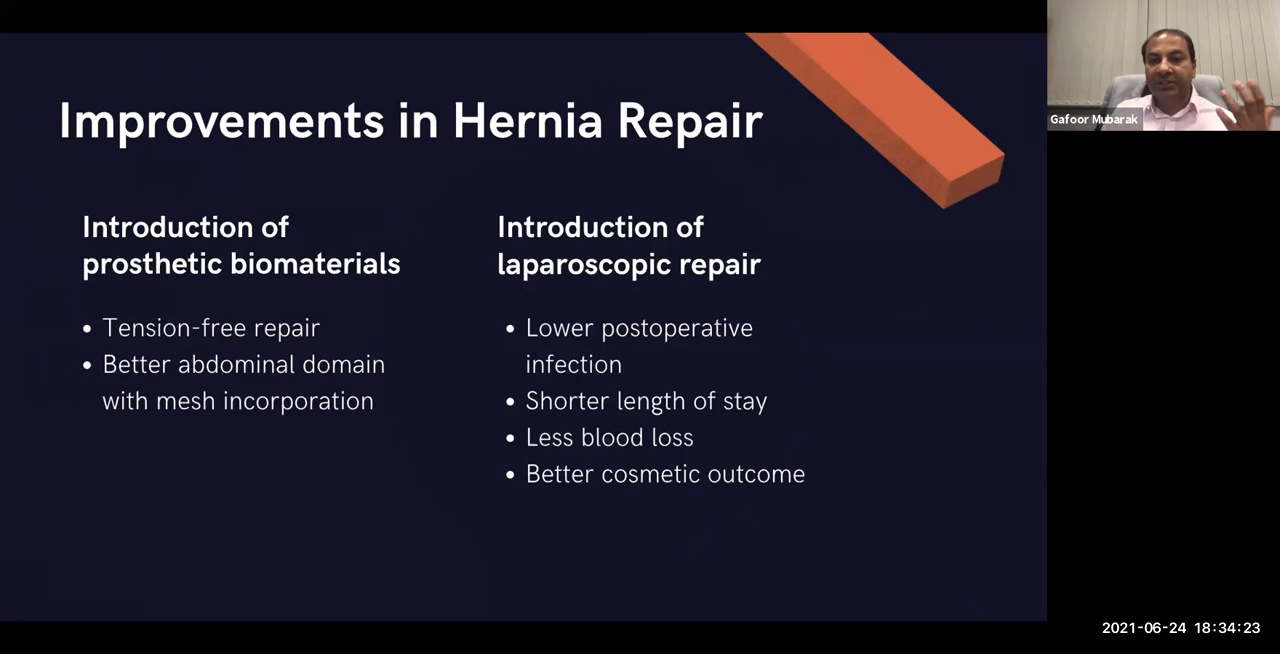 Improvements in Hernia Repair
Introduction of
prosthetic biomaterials
• Tension-free repair
• Better abdominal domain
with mesh incorporation
Introduction of
laparoscopic repair
• Lower postoperative
infection
• Shorter length of stay
• Less blood loss
• Better cosmetic outcome
Gafoor Mubarak
2021-06-24 18:34:23